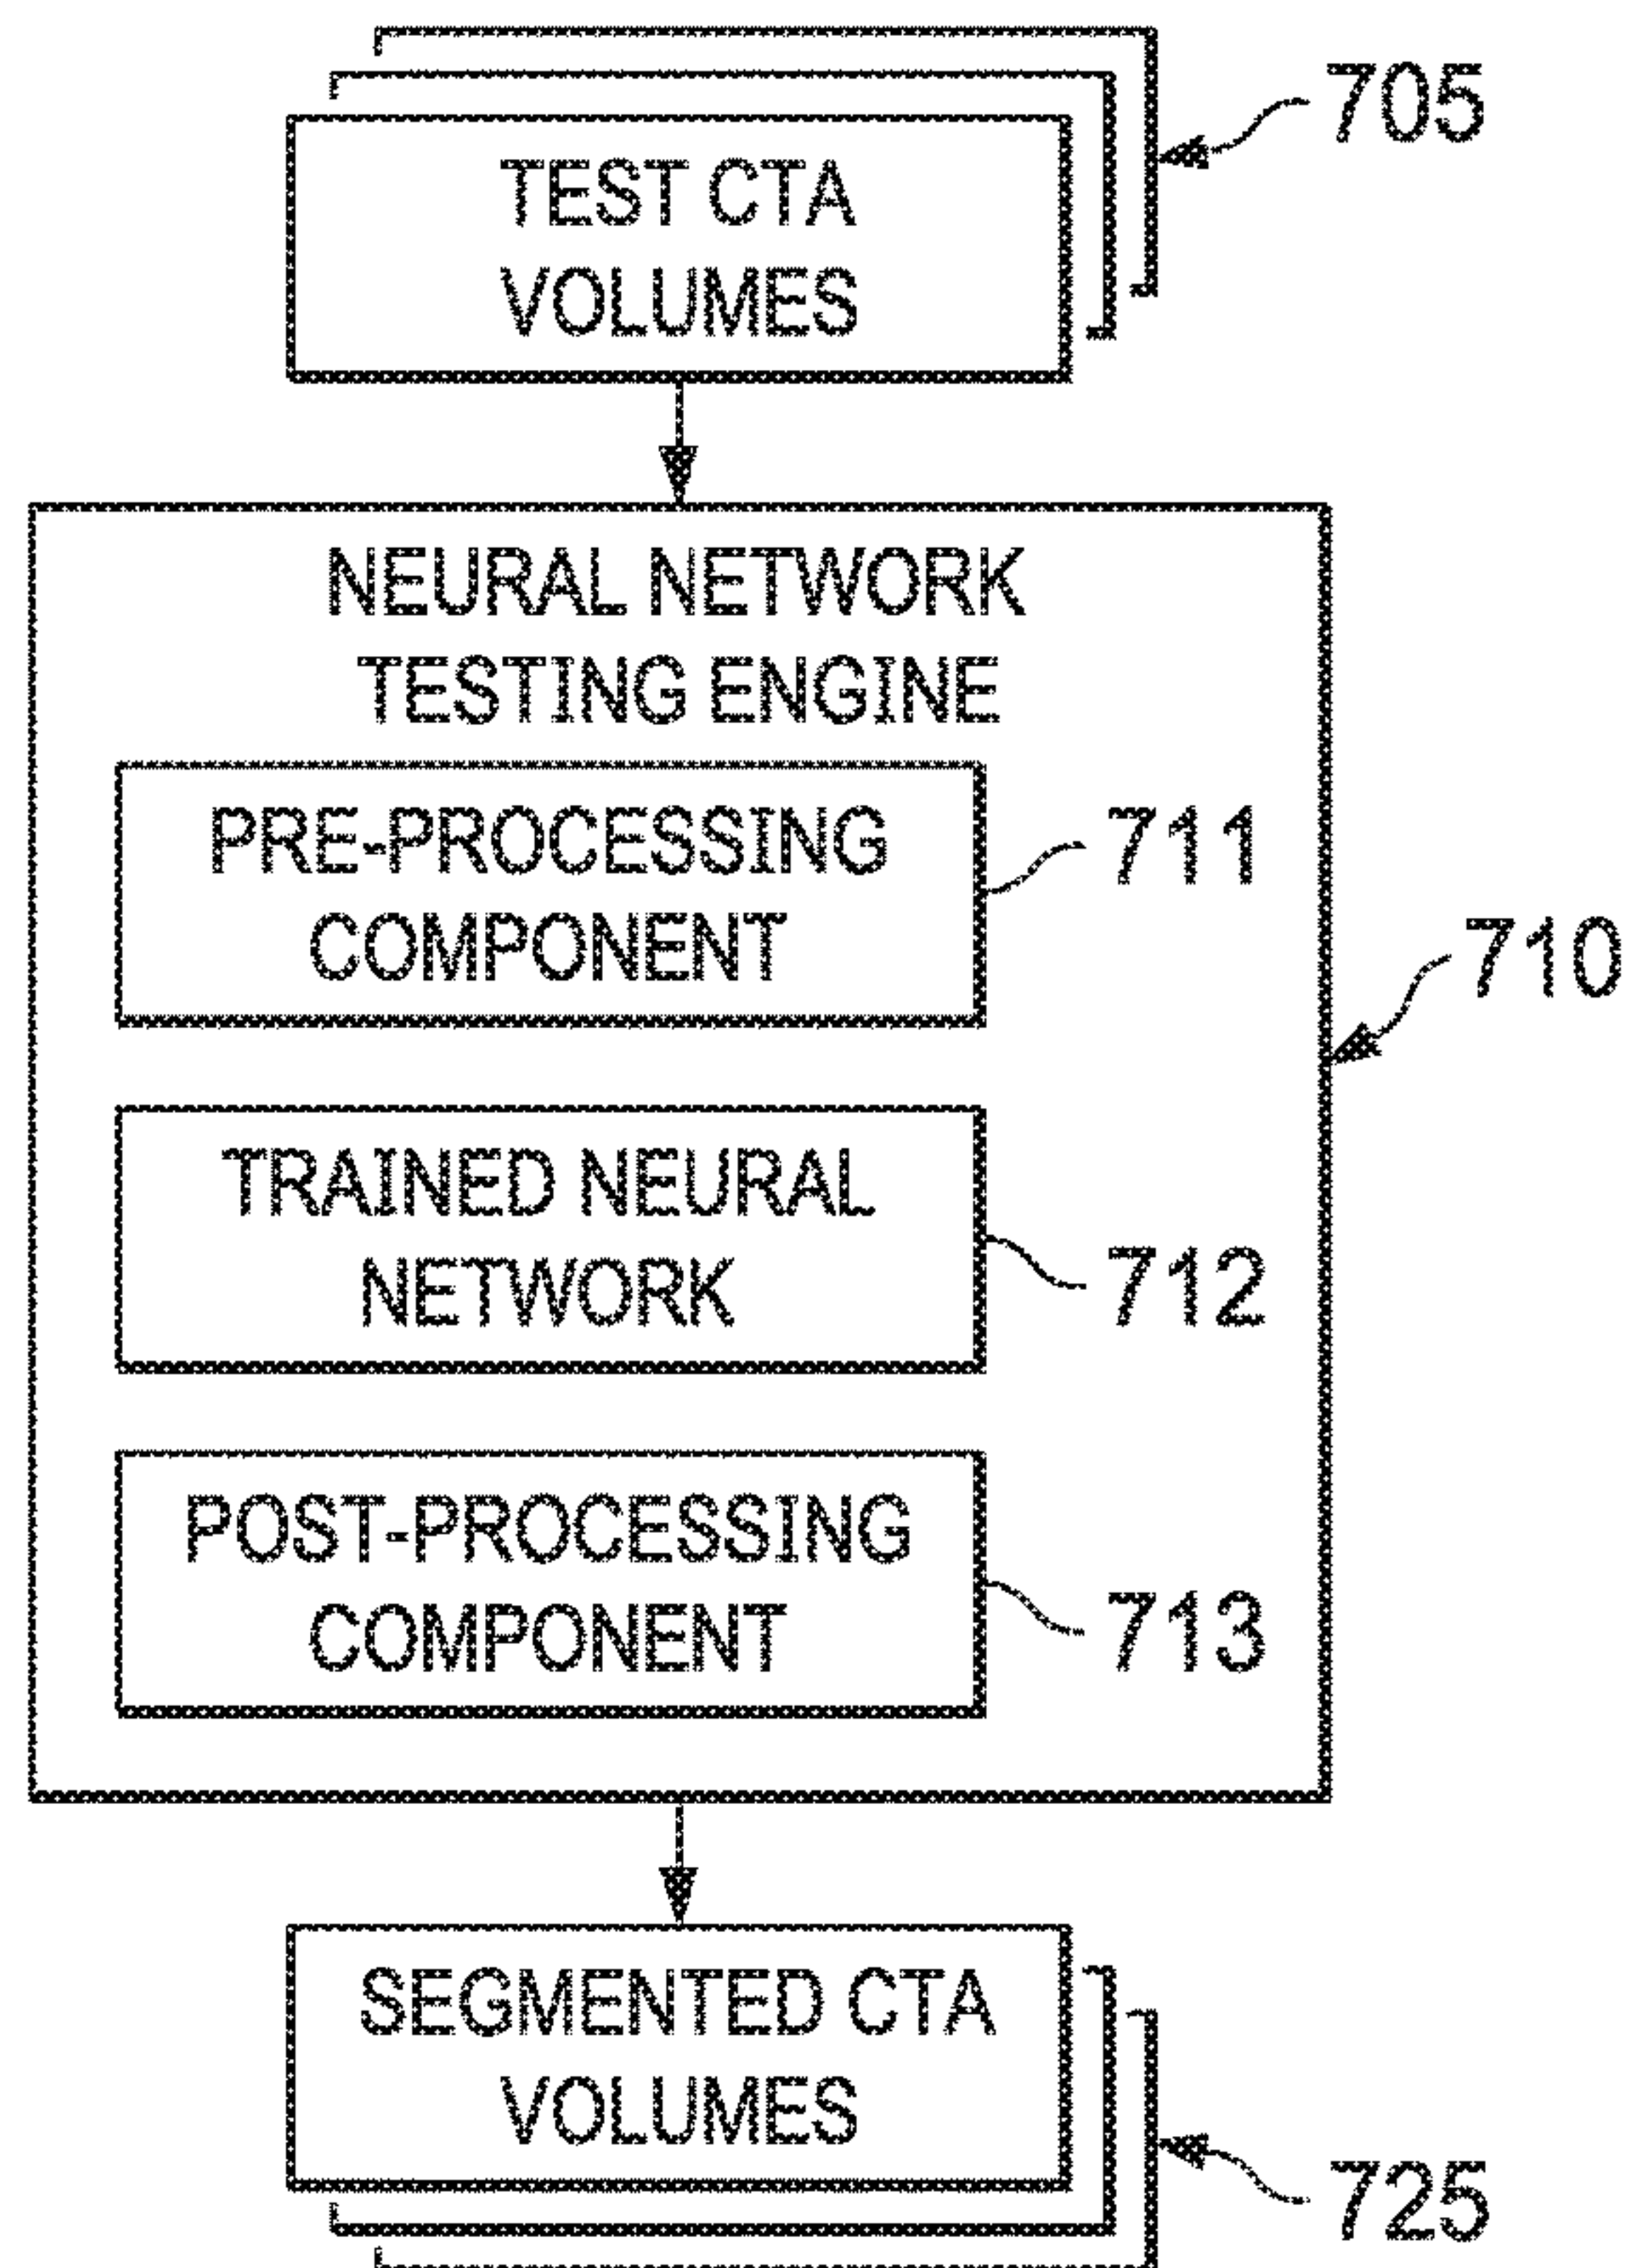 TEST CTA
VOLUMES
705
NEURAL NETWORK
TESTING ENGINE
PRE-PROCESSING
COMPONENT
711
710
TRAINED NEURAL
NETWORK
712
POST-PROCESSING
COMPONENT
713
SEGMENTED CTA
VOLUMES
725